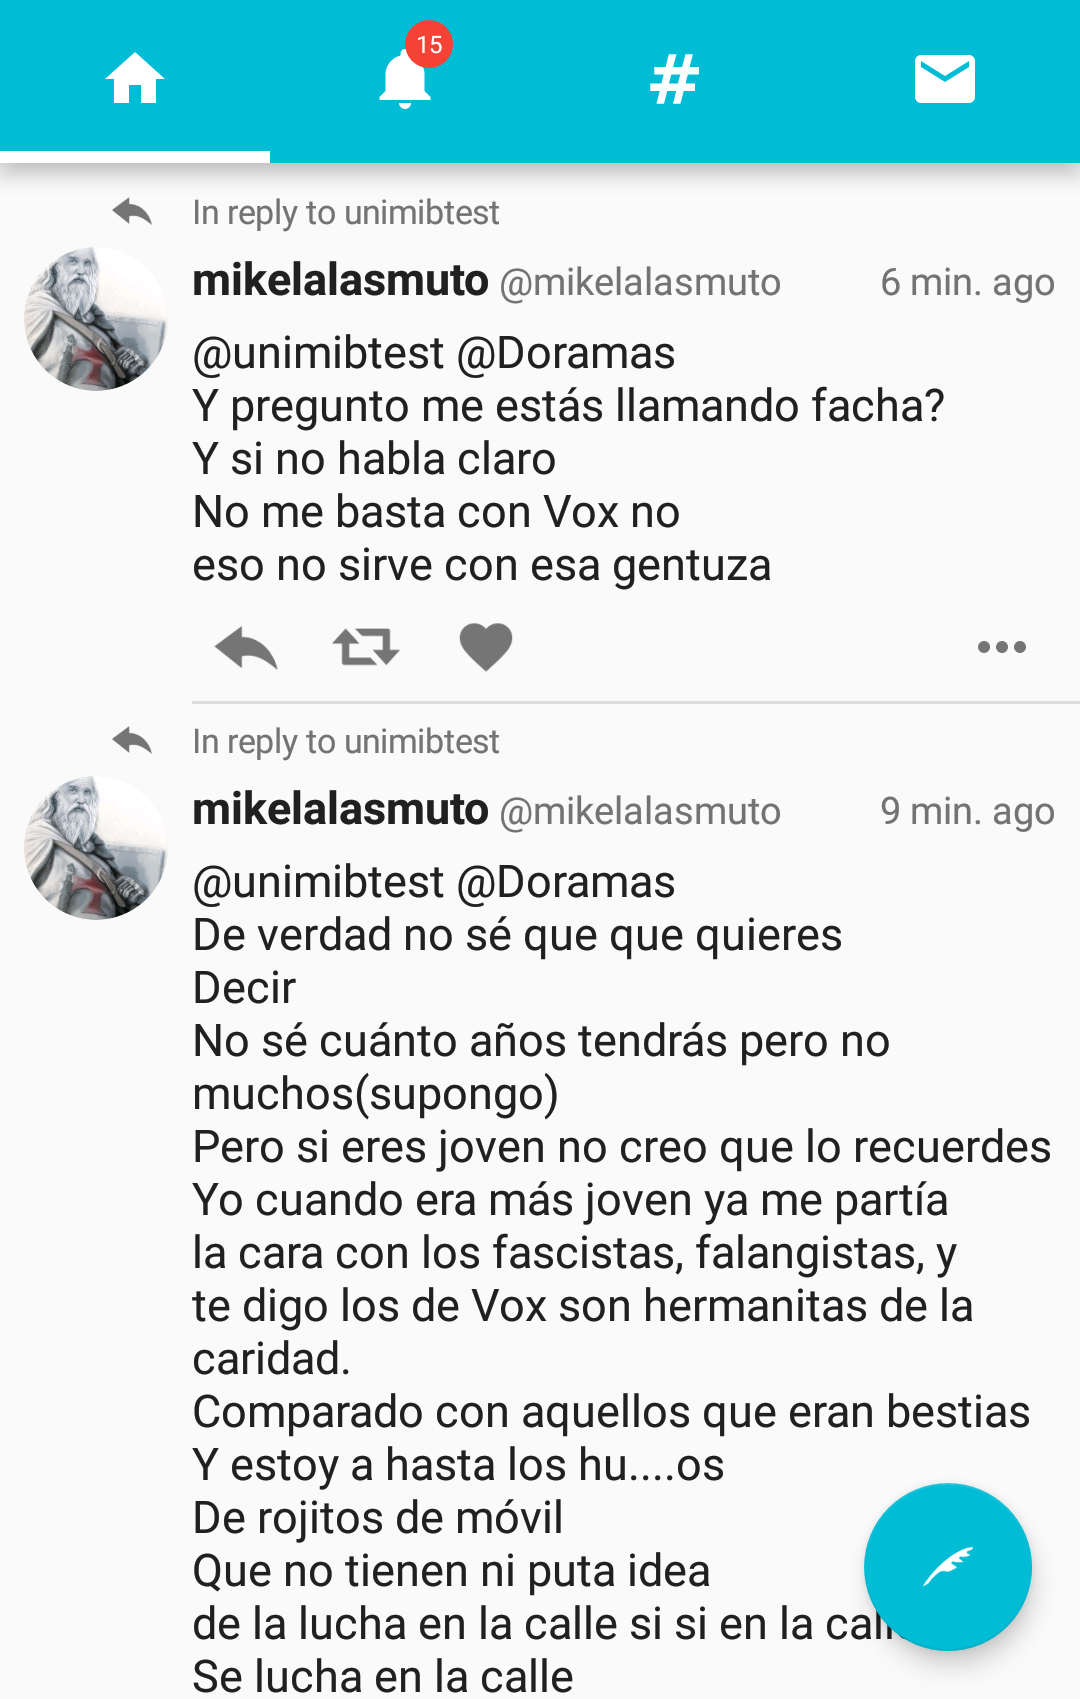 15
#
In reply to unimibtest
mikelalasmuto @mikelalasmuto 6 min. ago
@unimibtest @Doramas
Y pregunto me estás llamando facha?
Y si no habla claro
No me basta con Vox no
eso no sirve con esa gentuza
In reply to unimibtest
mikelalasmuto @mikelalasmuto 9 min. ago
@unimibtest @Doramas
De verdad no sé que que quieres
Decir
No sé cuánto años tendrás pero no
muchos(supongo)
Pero si eres joven no creo que lo recuerdes
Yo cuando era más joven ya me partía
la cara con los fascistas, falangistas, y
te digo los de Vox son hermanitas de la
caridad.
Comparado con aquellos que eran bestias
Y estoy a hasta los hu....os
De rojitos de móvil
Que no tienen ni puta idea
de la lucha en la calle si si en la calle
Se lucha en la calle